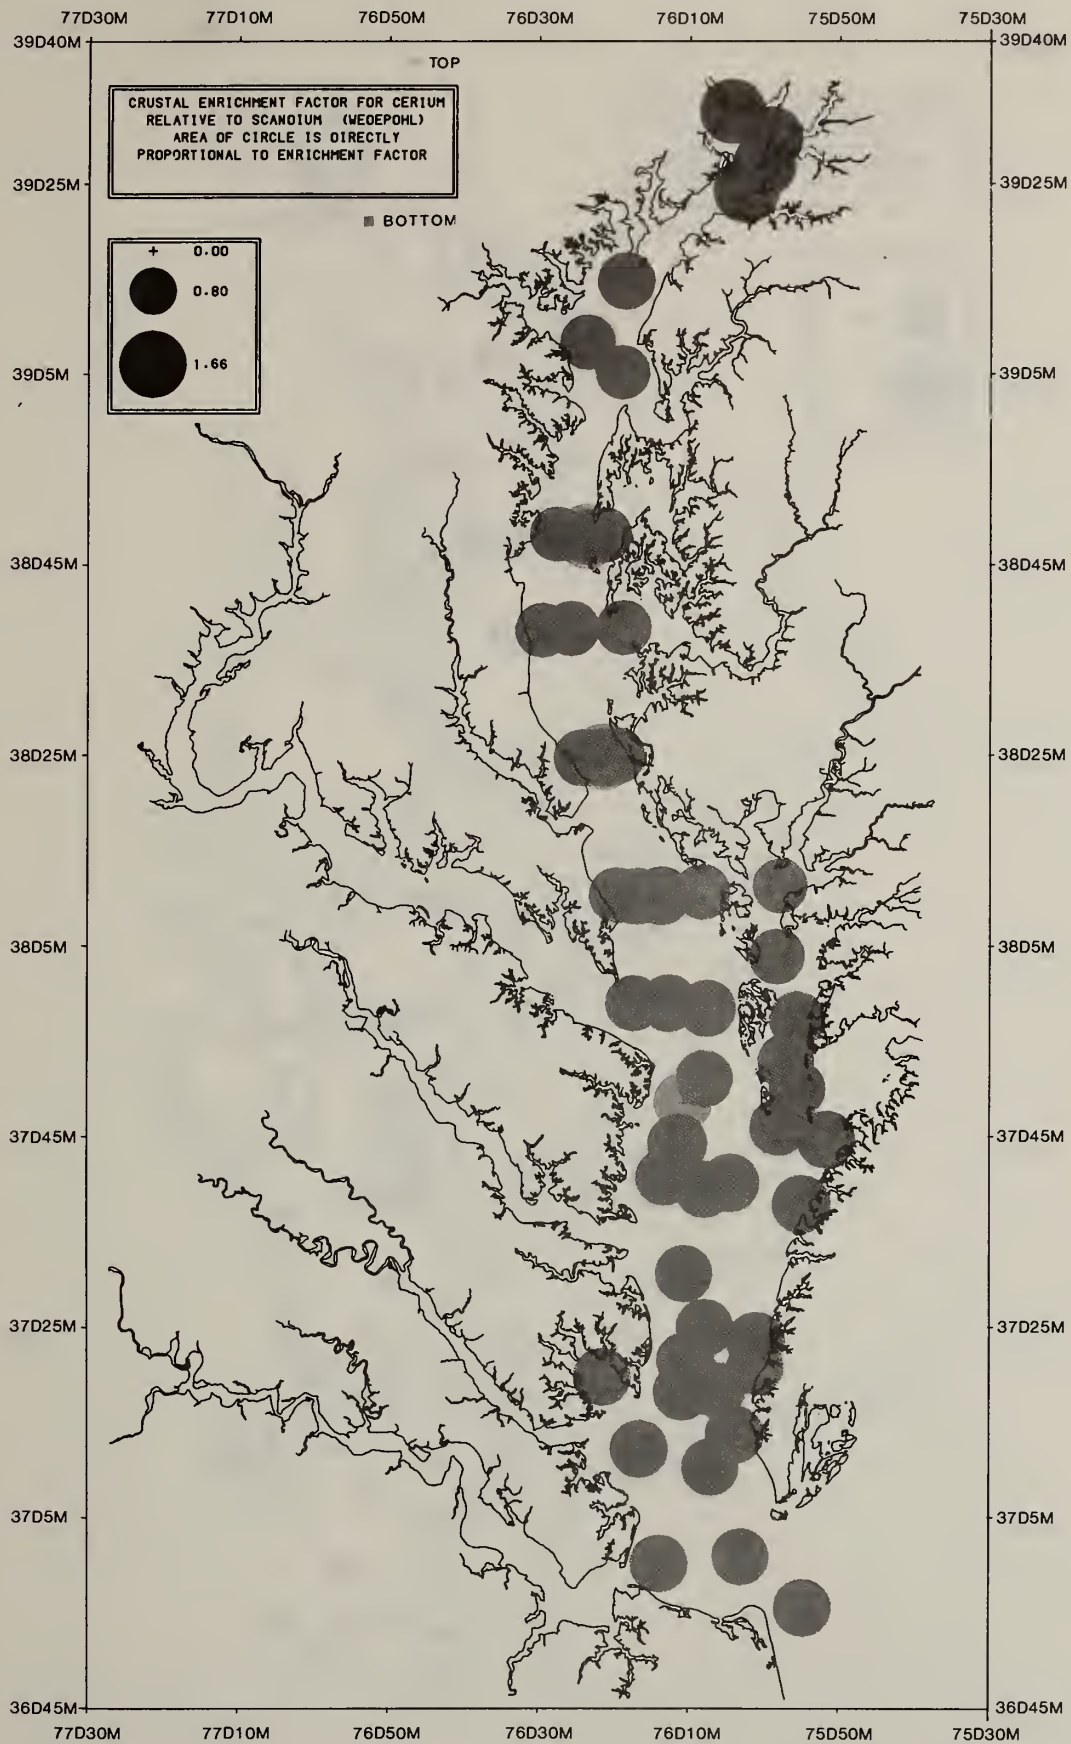 77D30M 77D10M 76D50M 76D30M 76D10M 75D50M 75D30M
39D40M 39D40M
TOP
CRUSTAL ENRICHMENT FACTOR FOR CERIUM
RELATIVE TO SCANDIUM (WEDEPOHL)
AREA OF CIRCLE IS DIRECTLY
PROPORTIONAL TO ENRICHMENT FACTOR
39D25M 39D25M
BOTTOM
+ 0.00
0.80
1.66
39D5M 39D5M
38D45M 38D45M
38D25M 38D25M
38D5M 38D5M
37D45M 37D45M
37D25M 37D25M
37D5M 37D5M
36D45M 36D45M
77D30M 77D10M 76D50M 76D30M 76D10M 75D50M 75D30M